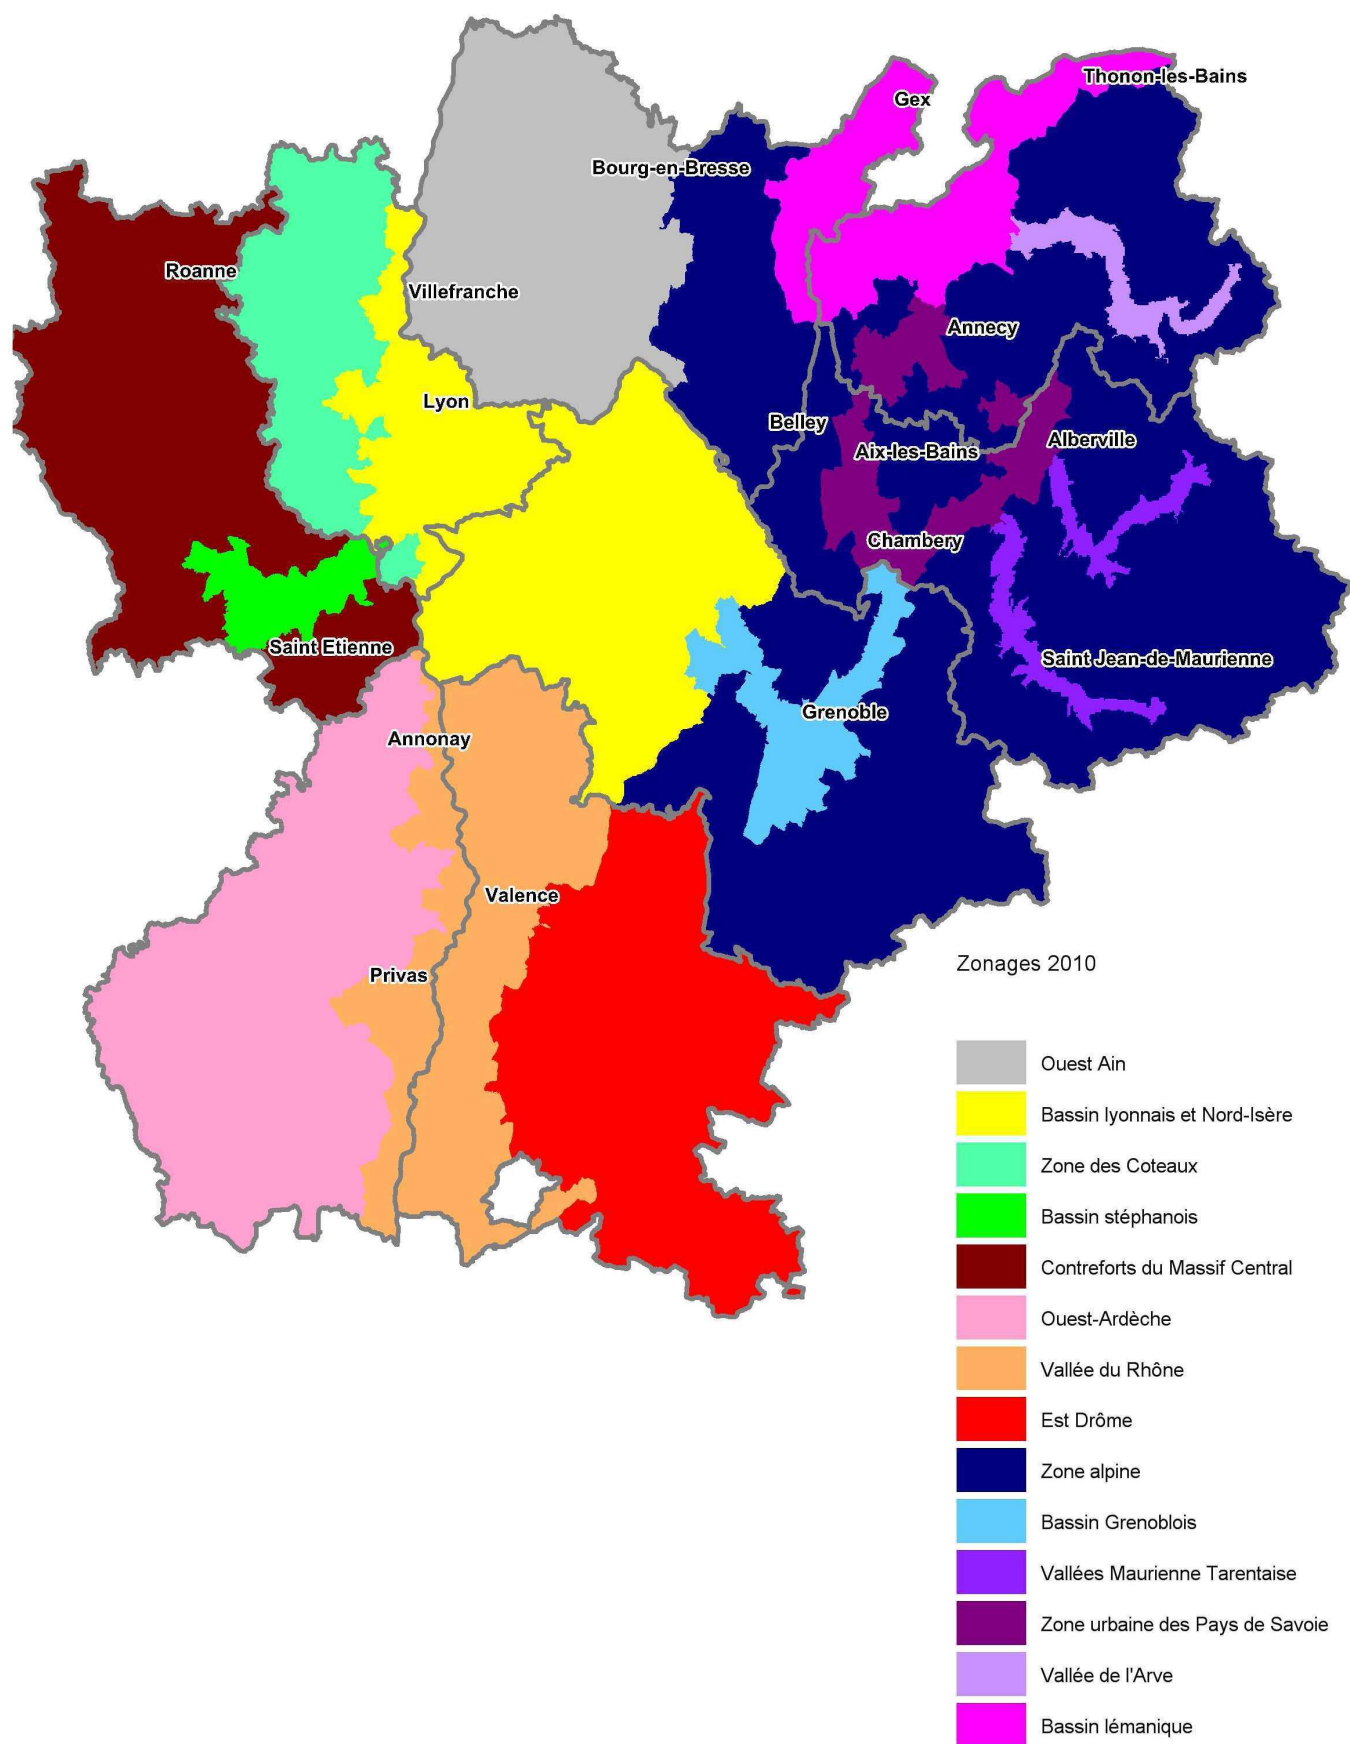 Thonon-les-Bains
Gex
Bourg-en-Bresse
Roanne
Villefranche
Annecy
Lyon
Belley
Alberville
Aix-les-Bains
Chambery
Saint Etienne
Saint Jean-de-Maurienne
Grenoble
Annonay
Valence
Privas
Zonages 2010
Ouest Ain
Bassin lyonnais et Nord-Isère
Zone des Coteaux
Bassin stéphanois
Contreforts du Massif Central
Ouest-Ardèche
Vallée du Rhône
Est Drôme
Zone alpine
Bassin Grenoblois
Vallées Maurienne Tarentaise
Zone urbaine des Pays de Savoie
Vallée de l'Arve
Bassin lémanique